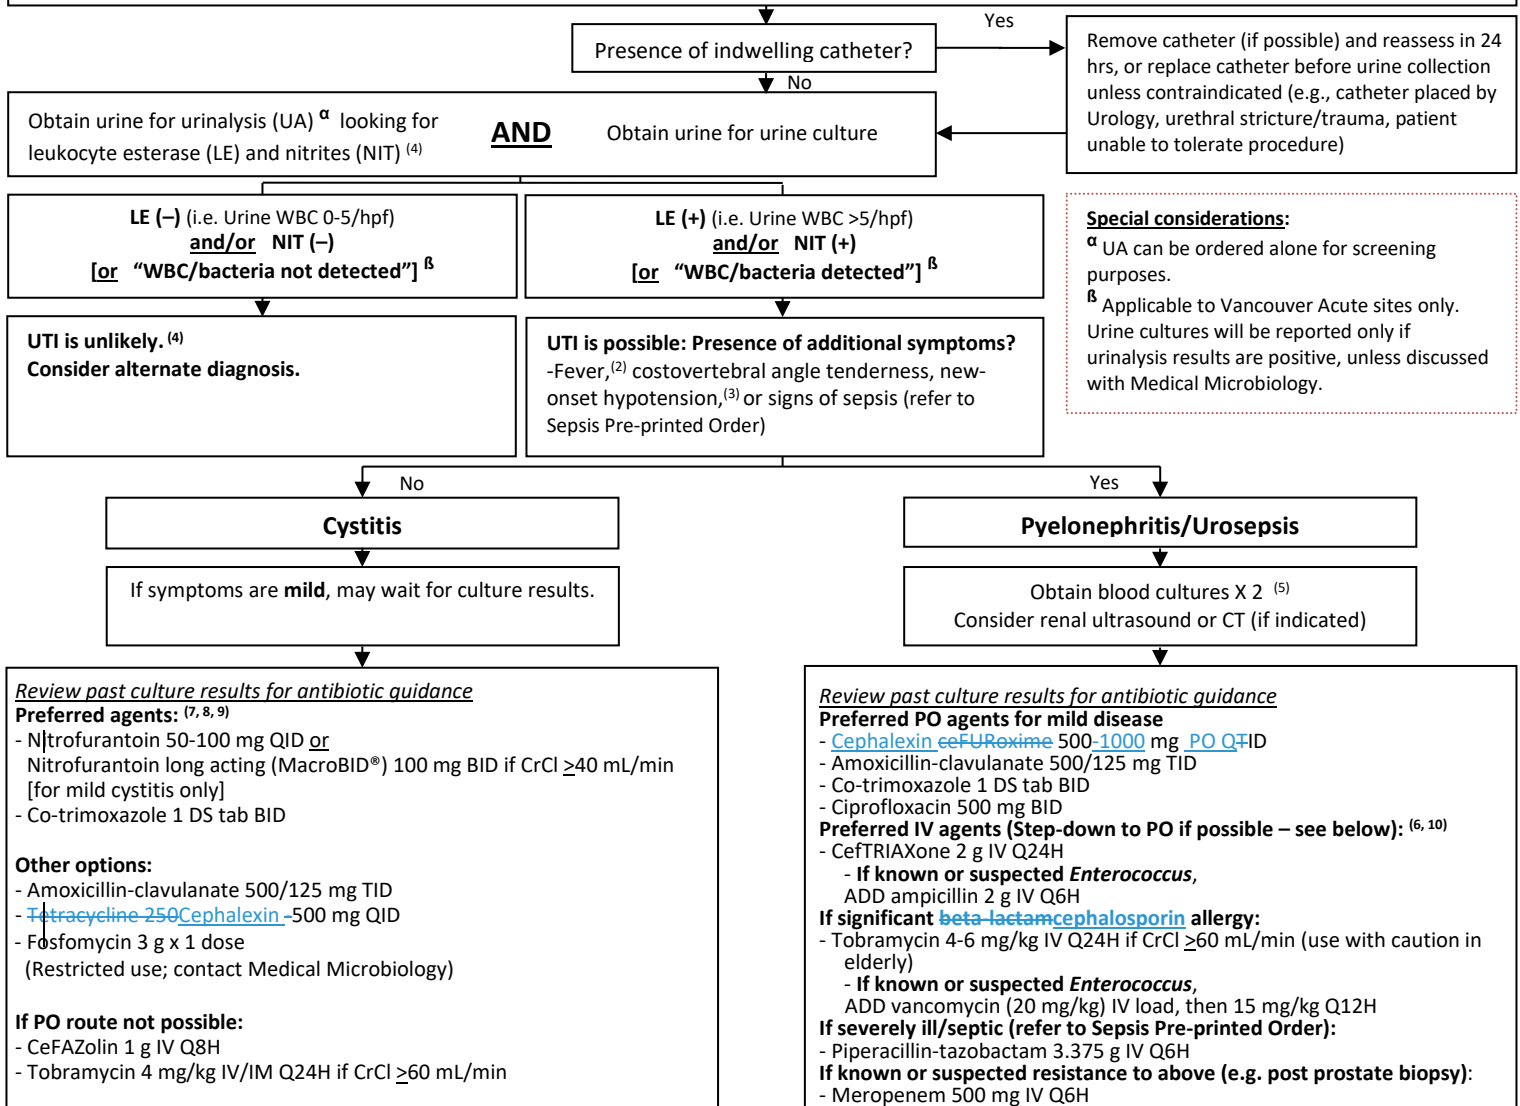 Yes
Presence of indwelling catheter?
No
Remove catheter (if possible) and reassess in 24
hrs, or replace catheter before urine collection
unless contraindicated (e.g., catheter placed by
Urology, urethral stricture/trauma, patient
unable to tolerate procedure)
Obtain urine for urinalysis (UA) α looking for
leukocyte esterase (LE) and nitrites (NIT) (4)
AND
Obtain urine for urine culture
LE (–) (i.e. Urine WBC 0-5/hpf)
and/or NIT (–)
[or “WBC/bacteria not detected”] ß
LE (+) (i.e. Urine WBC >5/hpf)
and/or NIT (+)
[or “WBC/bacteria detected”] ß
Special considerations:
α UA can be ordered alone for screening
purposes.
ß Applicable to Vancouver Acute sites only.
Urine cultures will be reported only if
urinalysis results are positive, unless discussed
with Medical Microbiology.
UTI is unlikely. (4)
Consider alternate diagnosis.
UTI is possible: Presence of additional symptoms?
-Fever,(2) costovertebral angle tenderness, new-
onset hypotension,(3) or signs of sepsis (refer to
Sepsis Pre-printed Order)
No
Yes
Cystitis
Pyelonephritis/Urosepsis
If symptoms are mild, may wait for culture results.
Obtain blood cultures X 2 (5)
Consider renal ultrasound or CT (if indicated)
Review past culture results for antibiotic guidance
Preferred agents: (7, 8, 9)
- Nitrofurantoin 50-100 mg QID or
Nitrofurantoin long acting (MacroBID®) 100 mg BID if CrCl >40 mL/min
[for mild cystitis only]
- Co-trimoxazole 1 DS tab BID
Other options:
- Amoxicillin-clavulanate 500/125 mg TID
- Tetracycline 250Cephalexin -500 mg QID
- Fosfomycin 3 g x 1 dose
(Restricted use; contact Medical Microbiology)
If PO route not possible:
- CeFAZolin 1 g IV Q8H
- Tobramycin 4 mg/kg IV/IM Q24H if CrCl >60 mL/min
Review past culture results for antibiotic guidance
Preferred PO agents for mild disease
- Cephalexin ceFURoxime 500-1000 mg PO QTID
- Amoxicillin-clavulanate 500/125 mg TID
- Co-trimoxazole 1 DS tab BID
- Ciprofloxacin 500 mg BID
Preferred IV agents (Step-down to PO if possible – see below): (6, 10)
- CefTRIAXone 2 g IV Q24H
- If known or suspected Enterococcus,
ADD ampicillin 2 g IV Q6H
If significant beta-lactamcephalosporin allergy:
- Tobramycin 4-6 mg/kg IV Q24H if CrCl >60 mL/min (use with caution in
elderly)
- If known or suspected Enterococcus,
ADD vancomycin (20 mg/kg) IV load, then 15 mg/kg Q12H
If severely ill/septic (refer to Sepsis Pre-printed Order):
- Piperacillin-tazobactam 3.375 g IV Q6H
If known or suspected resistance to above (e.g. post prostate biopsy):
- Meropenem 500 mg IV Q6H